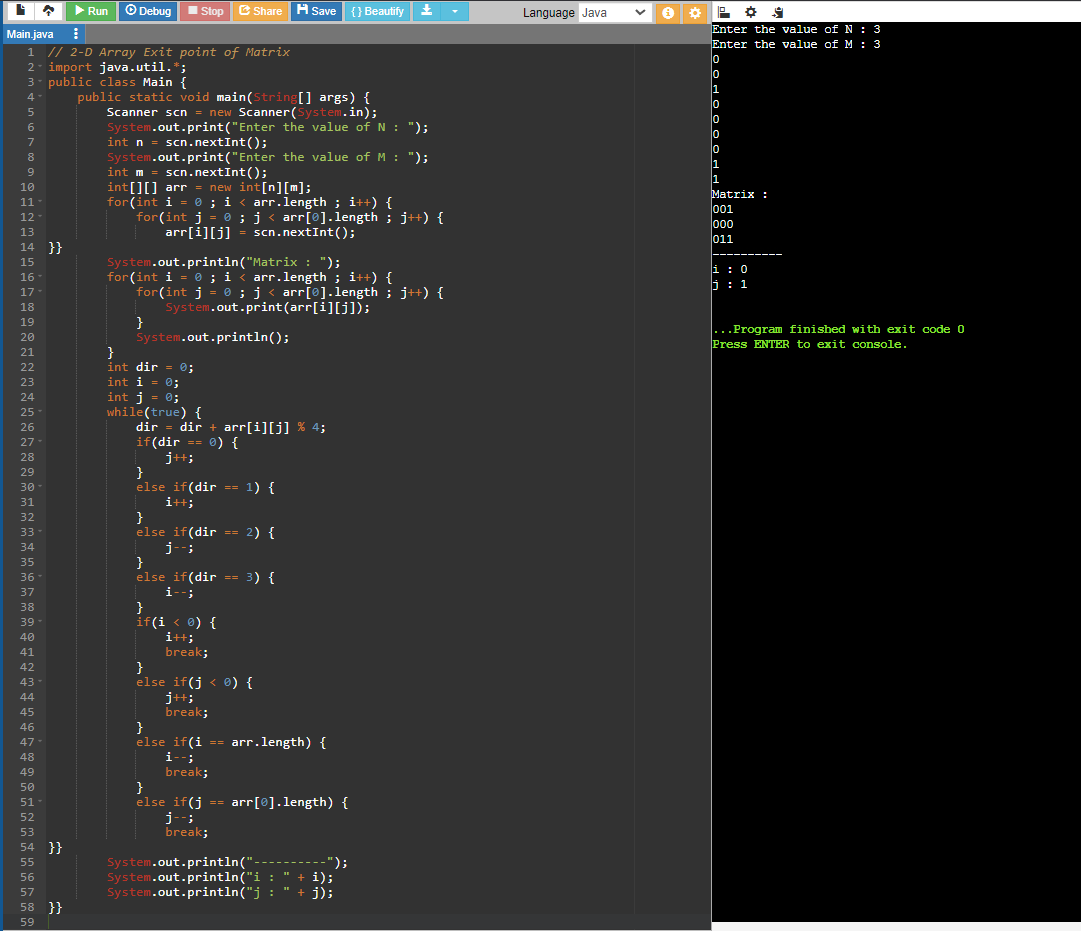 Run Debug Stop Share Save { } Beautify Language Java
Main.java
1 // 2-D Array Exit point of Matrix
2 import java.util.*;
3 public class Main {
4 public static void main(String[] args) {
5 Scanner scn = new Scanner(System.in);
6 System.out.print("Enter the value of N : ");
7 int n = scn.nextInt();
8 System.out.print("Enter the value of M : ");
9 int m = scn.nextInt();
10 int[][] arr = new int[n][m];
11 for(int i = 0 ; i < arr.length ; i++) {
12 for(int j = 0 ; j < arr[0].length ; j++) {
13 arr[i][j] = scn.nextInt();
14 }}
15 System.out.println("Matrix : ");
16 for(int i = 0 ; i < arr.length ; i++) {
17 for(int j = 0 ; j < arr[0].length ; j++) {
18 System.out.print(arr[i][j]);
19 }
20 System.out.println();
21 }
22 int dir = 0;
23 int i = 0;
24 int j = 0;
25 while(true) {
26 dir = dir + arr[i][j] % 4;
27 if(dir == 0) {
28 j++;
29 }
30 else if(dir == 1) {
31 i++;
32 }
33 else if(dir == 2) {
34 j--;
35 }
36 else if(dir == 3) {
37 i--;
38 }
39 if(i < 0) {
40 i++;
41 break;
42 }
43 else if(j < 0) {
44 j++;
45 break;
46 }
47 else if(i == arr.length) {
48 i--;
49 break;
50 }
51 else if(j == arr[0].length) {
52 j--;
53 break;
54 }}
55 System.out.println("----------");
56 System.out.println("i : " + i);
57 System.out.println("j : " + j);
58 }}
59
Enter the value of N : 3
Enter the value of M : 3
0
0
1
0
0
0
0
1
1
Matrix :
001
000
011
----------
i : 0
j : 1
...Program finished with exit code 0
Press ENTER to exit console.